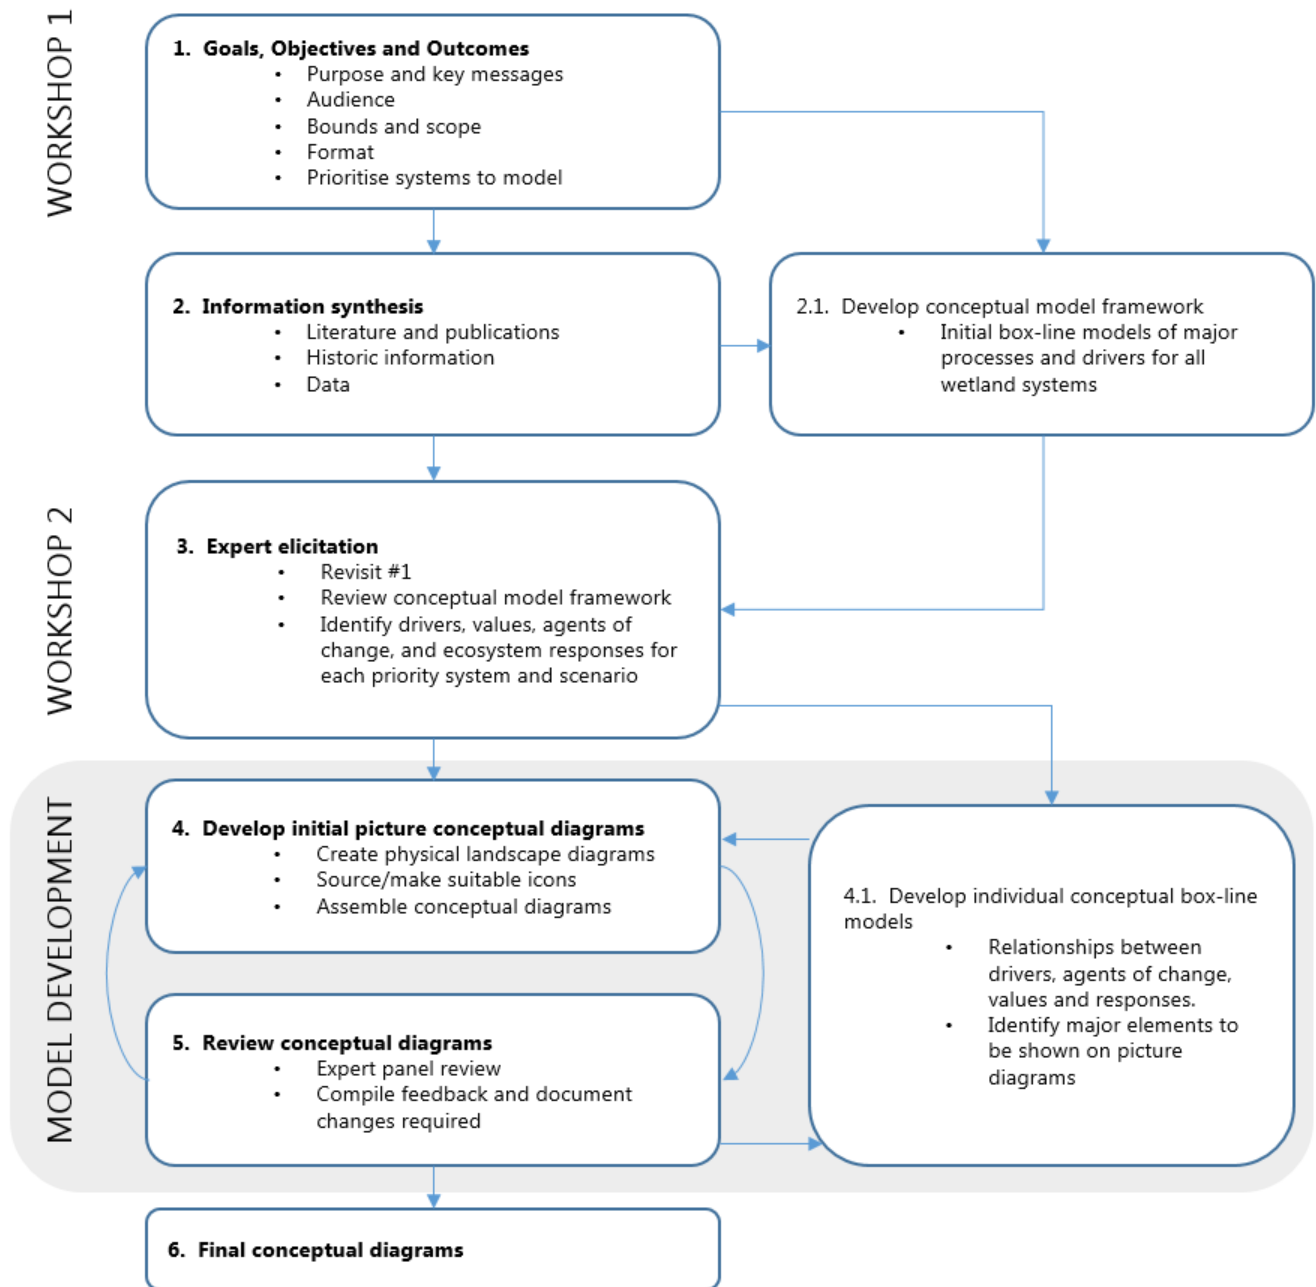 WORKSHOP 1
1. Goals, Objectives and Outcomes
• Purpose and key messages
• Audience
• Bounds and scope
• Format
• Prioritise systems to model
2. Information synthesis
• Literature and publications
• Historic information
• Data
2.1. Develop conceptual model framework
• Initial box-line models of major
processes and drivers for all
wetland systems
WORKSHOP 2
3. Expert elicitation
• Revisit #1
• Review conceptual model framework
• Identify drivers, values, agents of
change, and ecosystem responses for
each priority system and scenario
MODEL DEVELOPMENT
4. Develop initial picture conceptual diagrams
• Create physical landscape diagrams
• Source/make suitable icons
• Assemble conceptual diagrams
4.1. Develop individual conceptual box-line
models
• Relationships between
drivers, agents of change,
values and responses.
• Identify major elements to
be shown on picture
diagrams
5. Review conceptual diagrams
• Expert panel review
• Compile feedback and document
changes required
6. Final conceptual diagrams